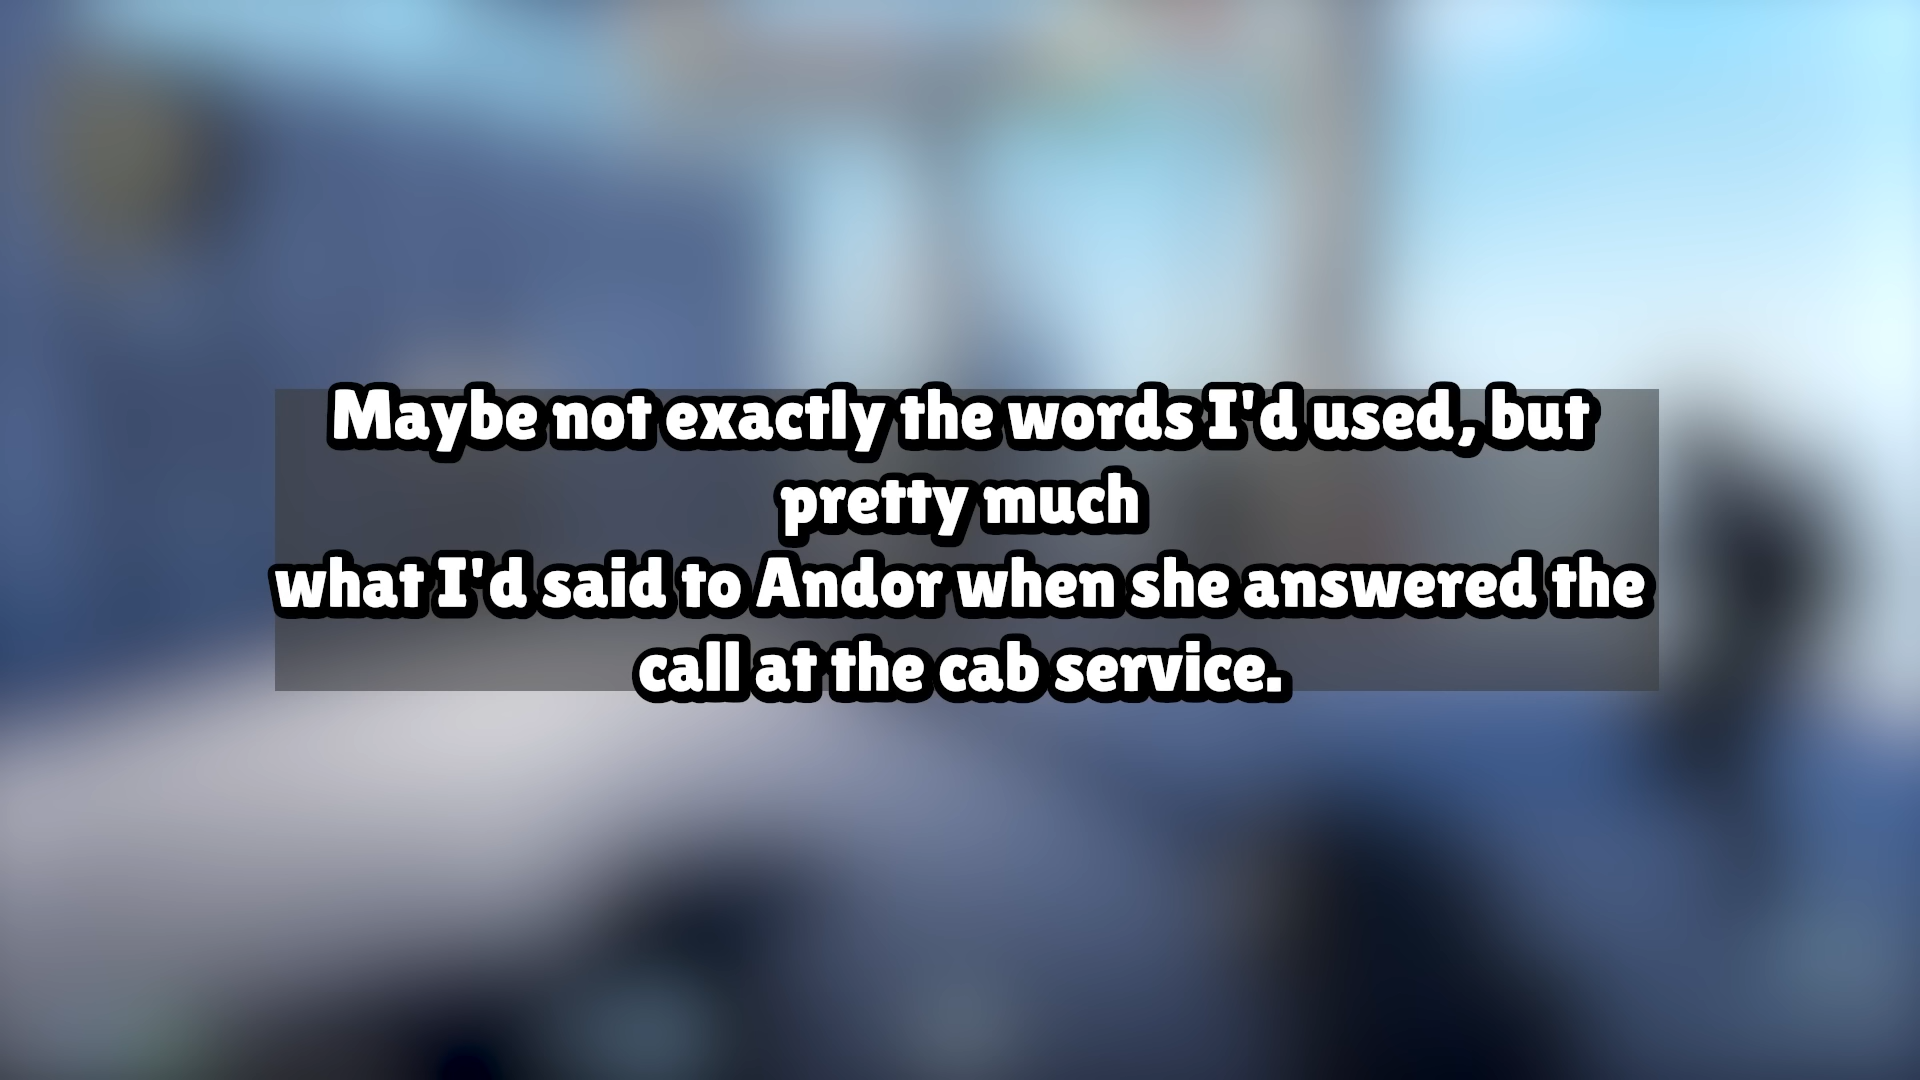 Maybe not exactly the words I'd used, but
pretty much
what I'd said to Andor when she answered the
call at the cab service.